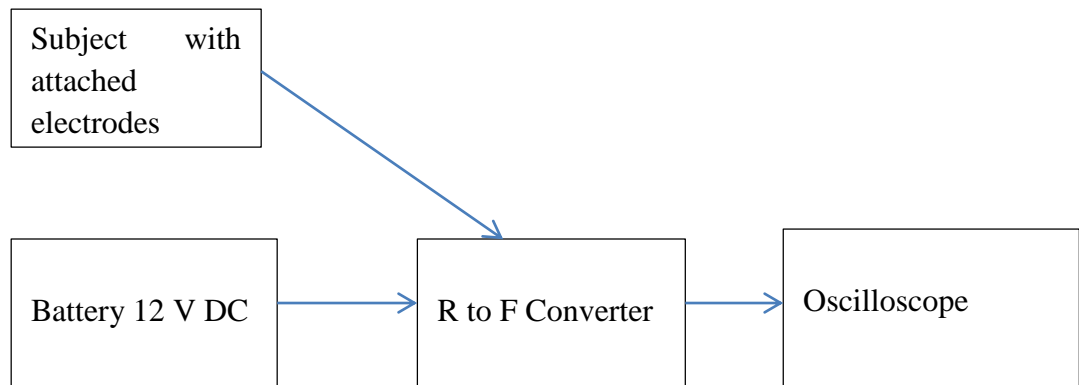 Subject with
attached
electrodes
Battery 12 V DC
R to F Converter
Oscilloscope